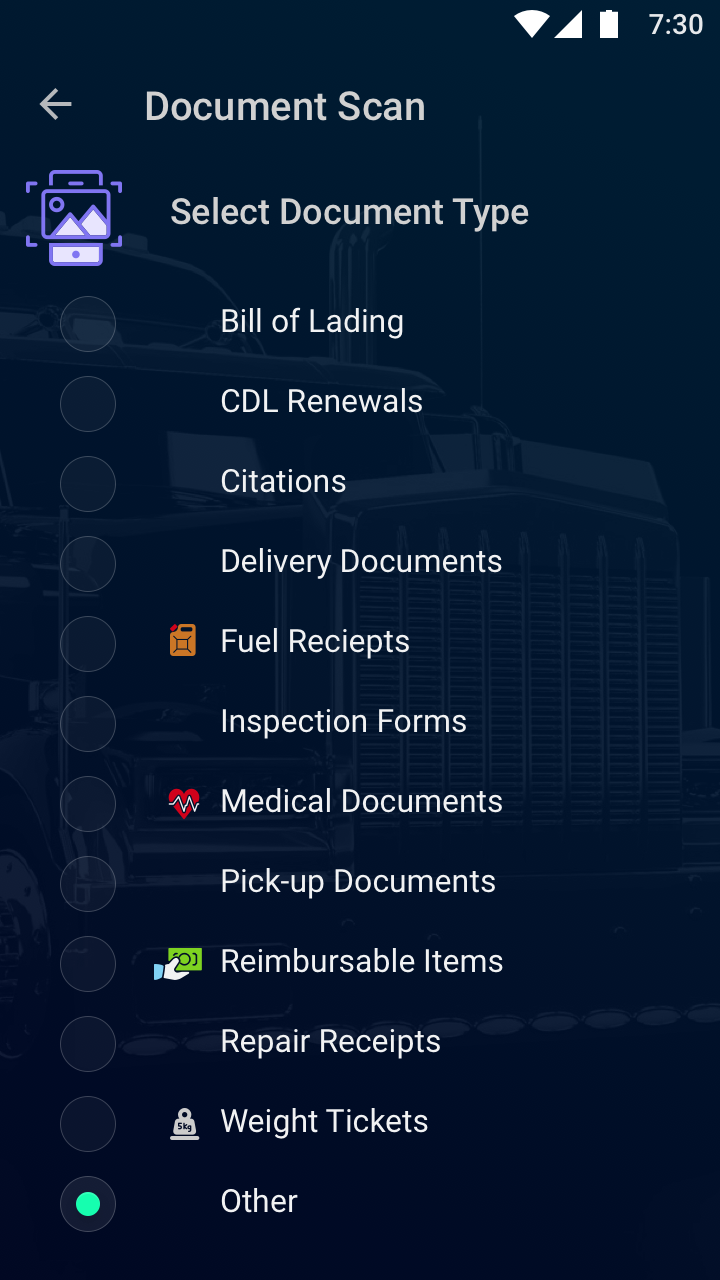 7:30
Document Scan
Select Document Type
Bill of Lading
CDL Renewals
Citations
Delivery Documents
Fuel Reciepts
Inspection Forms
Medical Documents
Pick-up Documents
Reimbursable Items
Repair Receipts
5kg Weight Tickets
Other